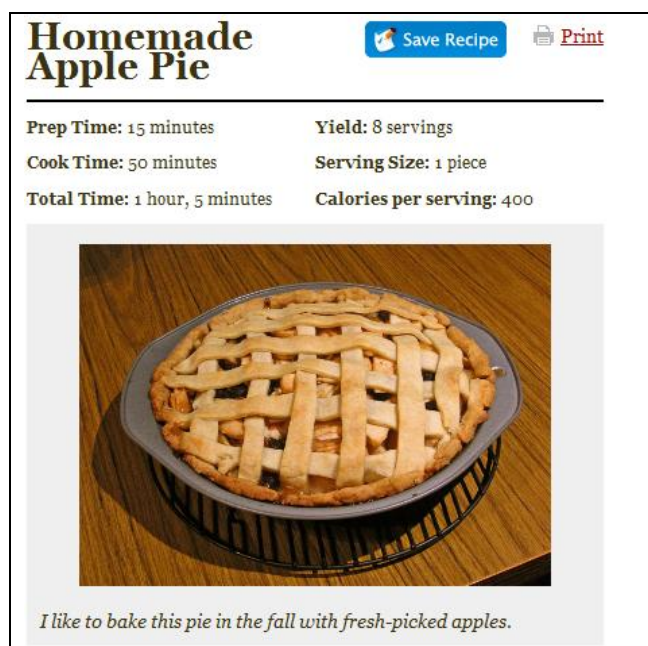 Homemade
Apple Pie
Save Recipe
Print
Prep Time: 15 minutes
Yield: 8 servings
Cook Time: 50 minutes
Serving Size: 1 piece
Total Time: 1 hour, 5 minutes
Calories per serving: 400
I like to bake this pie in the fall with fresh-picked apples.